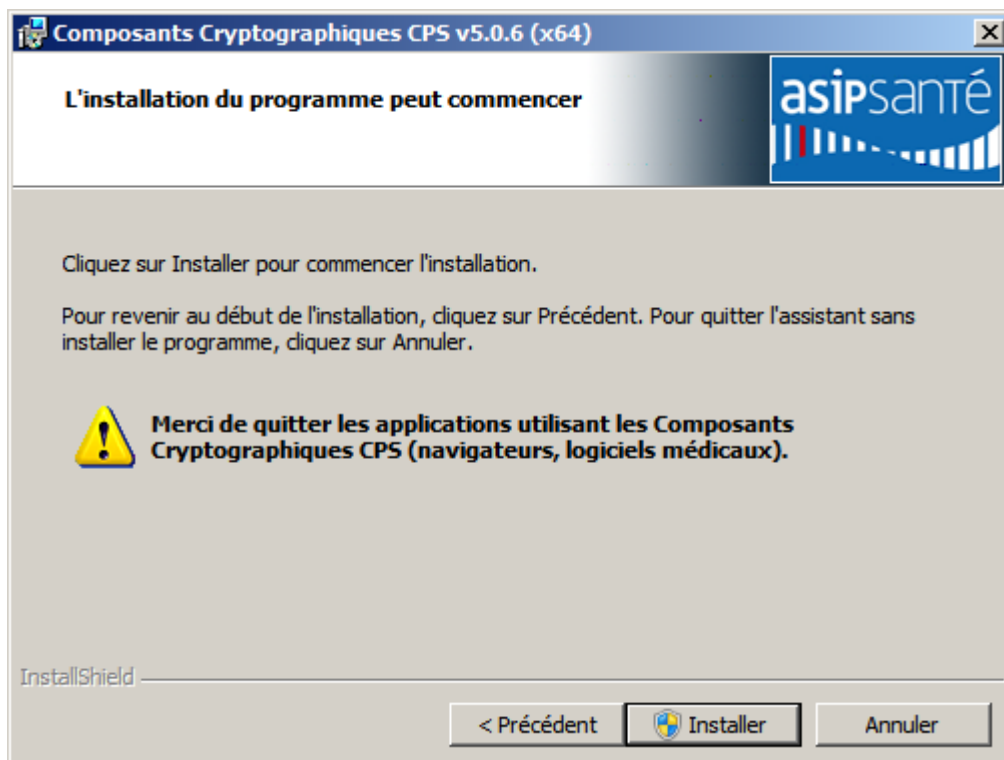 Composants Cryptographiques CPS v5.0.6 (x64)
L'installation du programme peut commencer
asipsanté
Cliquez sur Installer pour commencer l'installation.
Pour revenir au début de l'installation, cliquez sur Précédent. Pour quitter l'assistant sans
installer le programme, cliquez sur Annuler.
Merci de quitter les applications utilisant les Composants
Cryptographiques CPS (navigateurs, logiciels médicaux).
InstallShield
< Précédent
Installer
Annuler